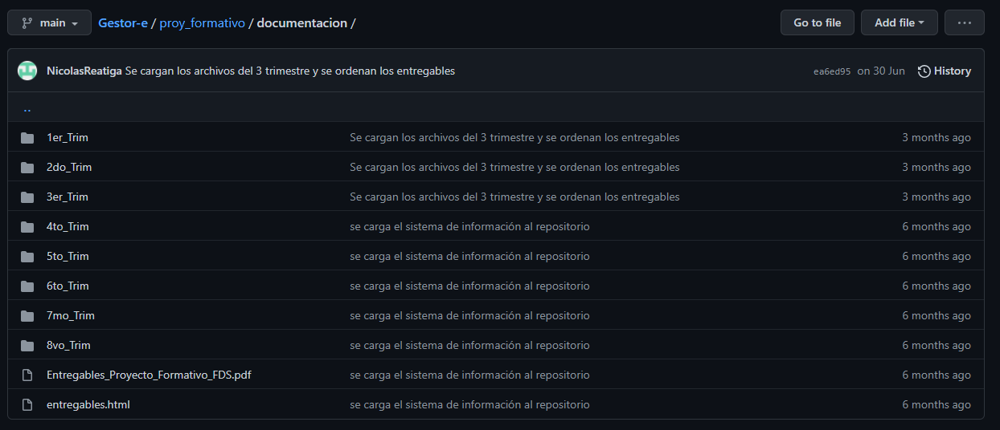 main Gestor-e / proy_formativo / documentacion / Go to file Add file ...
NicolasReatiga Se cargan los archivos del 3 trimestre y se ordenan los entregables ea6ed95 on 30 Jun History
..
1er_Trim Se cargan los archivos del 3 trimestre y se ordenan los entregables 3 months ago
2do_Trim Se cargan los archivos del 3 trimestre y se ordenan los entregables 3 months ago
3er_Trim Se cargan los archivos del 3 trimestre y se ordenan los entregables 3 months ago
4to_Trim se carga el sistema de información al repositorio 6 months ago
5to_Trim se carga el sistema de información al repositorio 6 months ago
6to_Trim se carga el sistema de información al repositorio 6 months ago
7mo_Trim se carga el sistema de información al repositorio 6 months ago
8vo_Trim se carga el sistema de información al repositorio 6 months ago
Entregables_Proyecto_Formativo_FDS.pdf se carga el sistema de información al repositorio 6 months ago
entregables.html se carga el sistema de información al repositorio 6 months ago